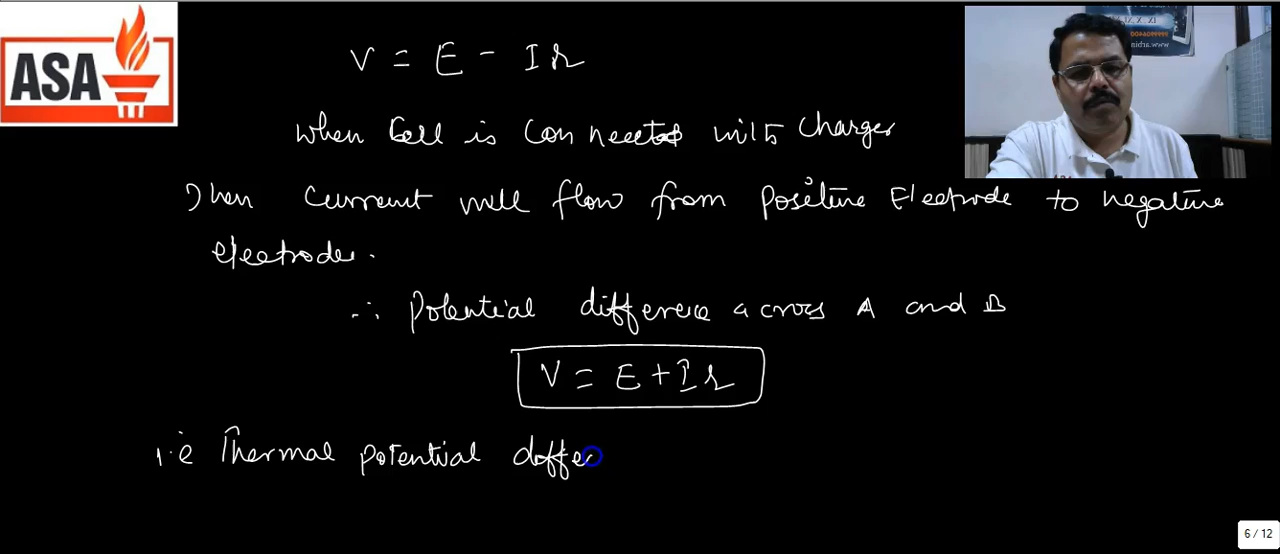 ASA
V = E - Ir
When Cell is Connected with Charger
Then Current will flow from Positive Electrode to negative
electrode.
∴ Potential difference across A and B
V = E + Ir
i.e Thermal potential diffe
6 / 12